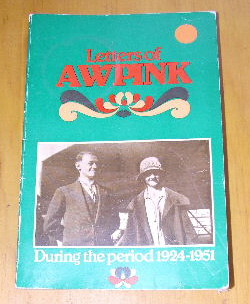 Letters of
AWPINK
During the period 1924-1951